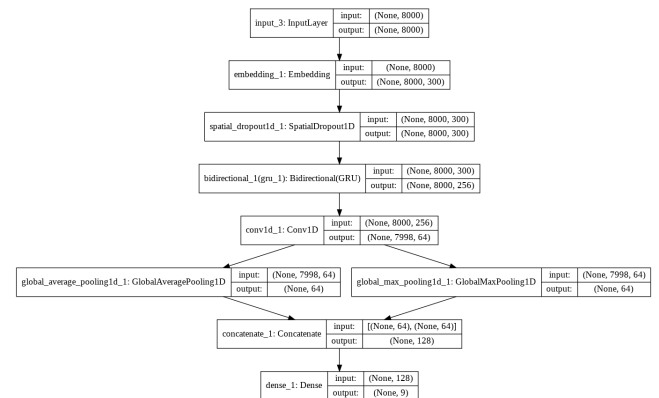 input_3: InputLayer
input: (None, 8000)
output: (None, 8000)
embedding_1: Embedding
input: (None, 8000)
output: (None, 8000, 300)
spatial_dropout1d_1: SpatialDropout1D
input: (None, 8000, 300)
output: (None, 8000, 300)
bidirectional_1(gru_1): Bidirectional(GRU)
input: (None, 8000, 300)
output: (None, 8000, 256)
conv1d_1: Conv1D
input: (None, 8000, 256)
output: (None, 7998, 64)
global_average_pooling1d_1: GlobalAveragePooling1D
input: (None, 7998, 64)
output: (None, 64)
global_max_pooling1d_1: GlobalMaxPooling1D
input: (None, 7998, 64)
output: (None, 64)
concatenate_1: Concatenate
input: [(None, 64), (None, 64)]
output: (None, 128)
dense_1: Dense
input: (None, 128)
output: (None, 9)